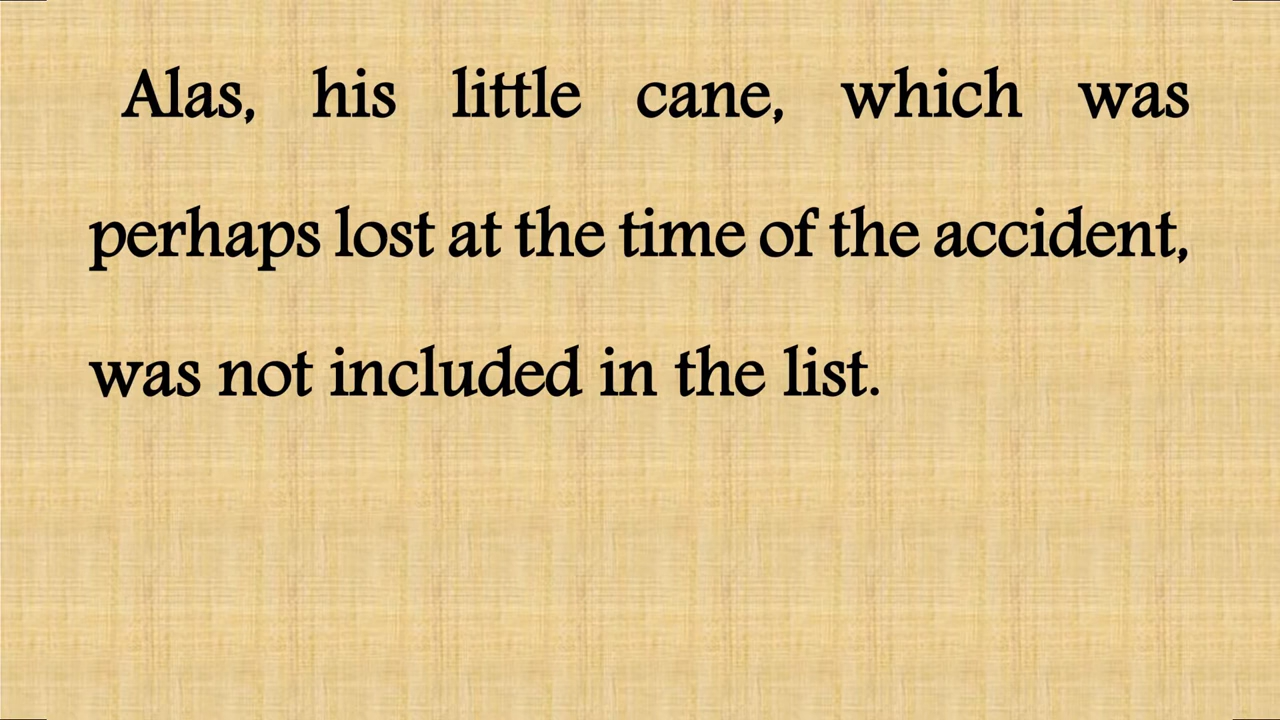 Alas, his little cane, which was
perhaps lost at the time of the accident,
was not included in the list.